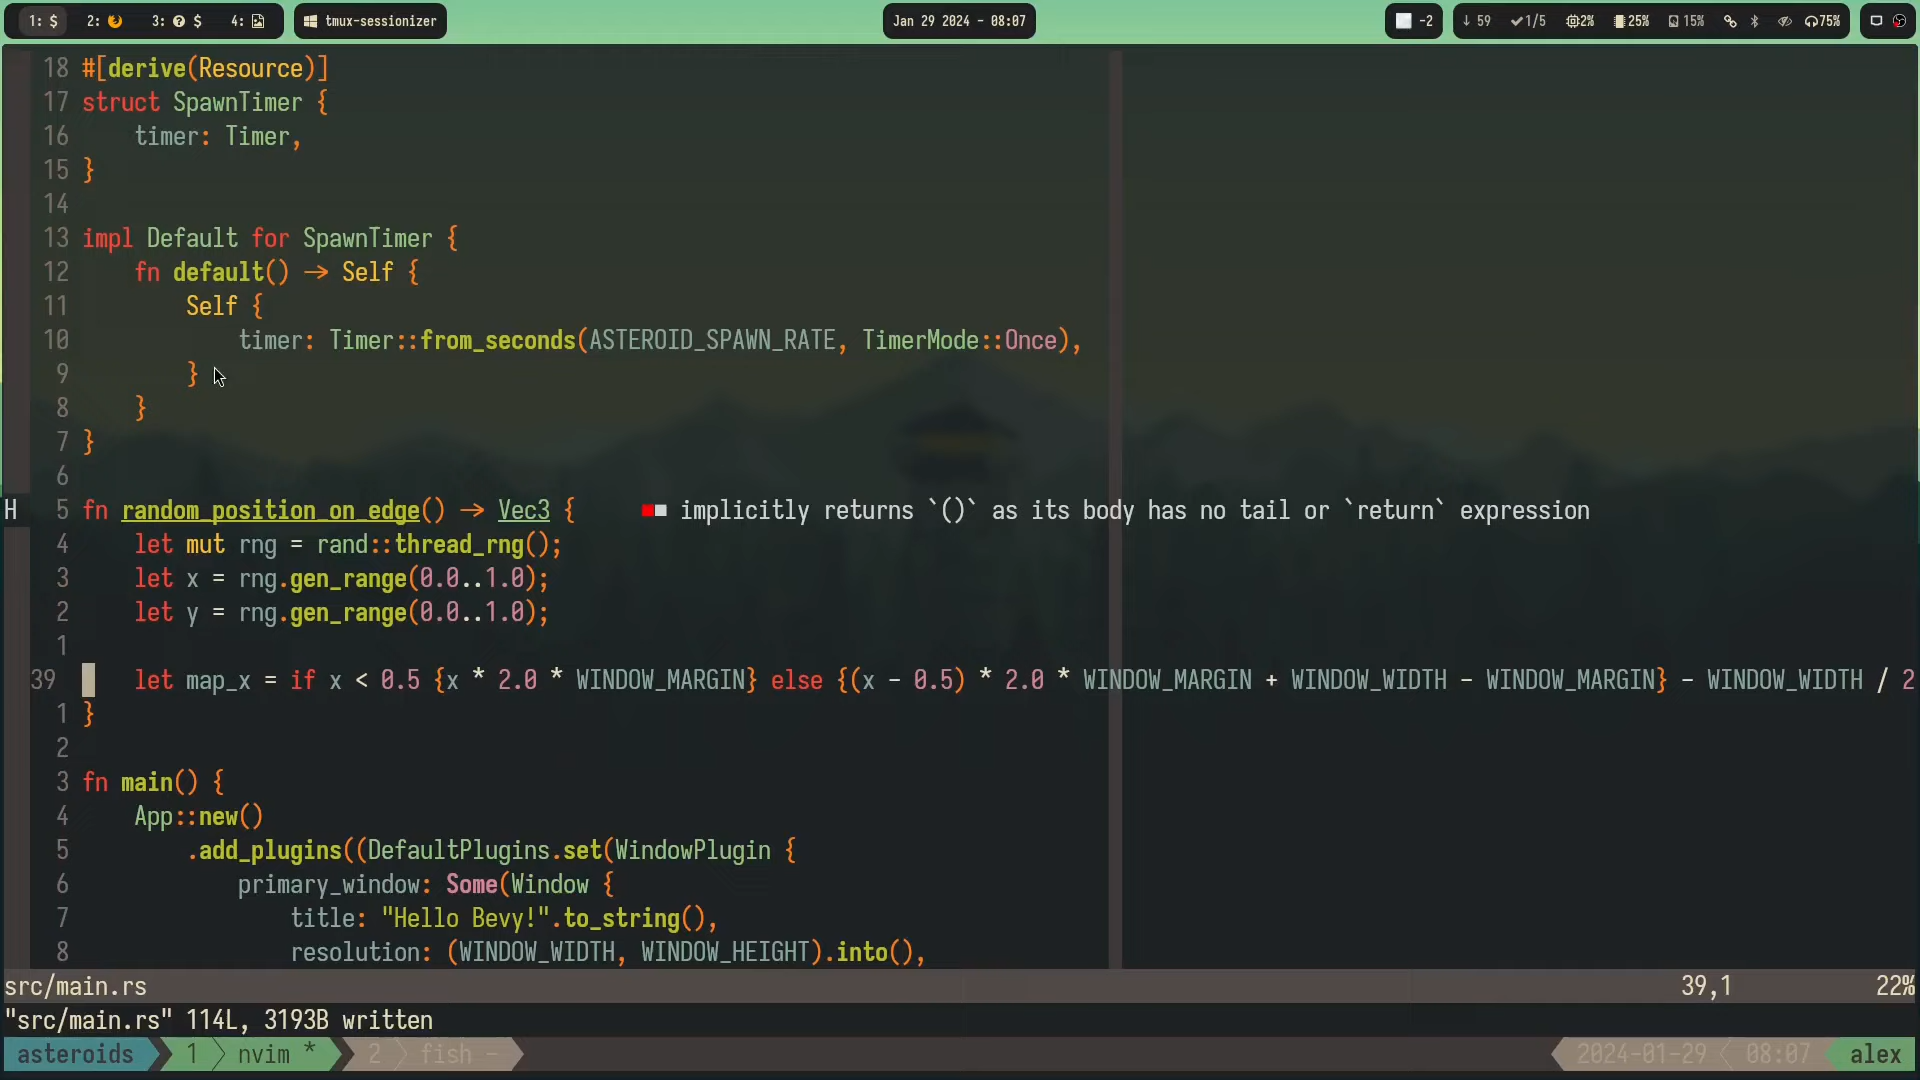 1: $ 2: 3: $ 4: tmux-sessionizer Jan 29 2024 - 08:07 -2 ↓ 59 ✓1/5 2% 25% 15% 75%
18 #[derive(Resource)]
17 struct SpawnTimer {
16 timer: Timer,
15 }
14
13 impl Default for SpawnTimer {
12 fn default() → Self {
11 Self {
10 timer: Timer::from_seconds(ASTEROID_SPAWN_RATE, TimerMode::Once),
9 }
8 }
7 }
6
H 5 fn random_position_on_edge() → Vec3 { ■■ implicitly returns `()` as its body has no tail or `return` expression
4 let mut rng = rand::thread_rng();
3 let x = rng.gen_range(0.0..1.0);
2 let y = rng.gen_range(0.0..1.0);
1
39 let map_x = if x < 0.5 {x * 2.0 * WINDOW_MARGIN} else {(x - 0.5) * 2.0 * WINDOW_MARGIN + WINDOW_WIDTH - WINDOW_MARGIN} - WINDOW_WIDTH / 2
1 }
2
3 fn main() {
4 App::new()
5 .add_plugins((DefaultPlugins.set(WindowPlugin {
6 primary_window: Some(Window {
7 title: "Hello Bevy!".to_string(),
8 resolution: (WINDOW_WIDTH, WINDOW_HEIGHT).into(),
src/main.rs 39,1 22%
"src/main.rs" 114L, 3193B written
asteroids 1 nvim * 2 fish - 2024-01-29 08:07 alex